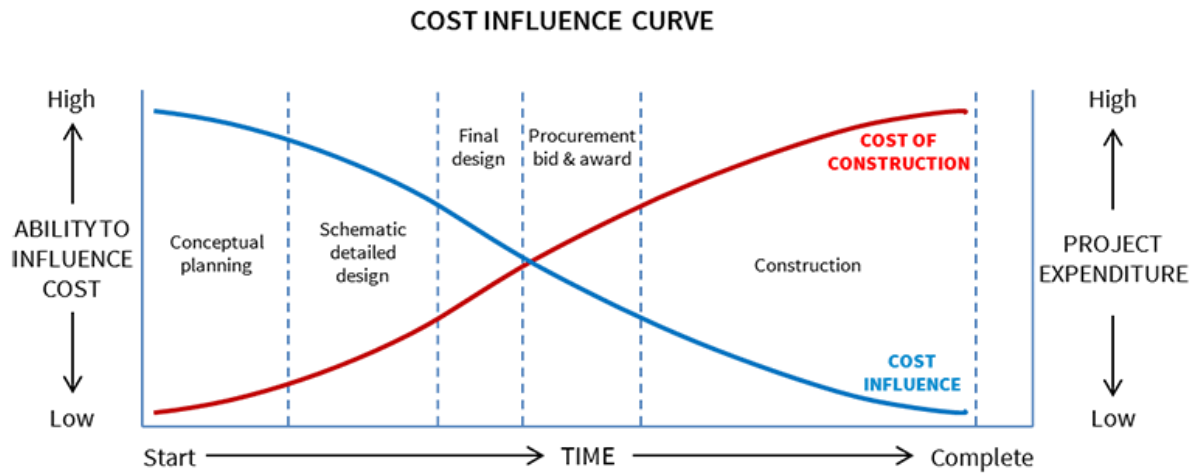 COST INFLUENCE CURVE
High
ABILITY TO
INFLUENCE
COST
Low
Conceptual
planning
Schematic
detailed
design
Final
design
Procurement
bid & award
COST OF
CONSTRUCTION
Construction
COST
INFLUENCE
High
PROJECT
EXPENDITURE
Low
Start
TIME
Complete